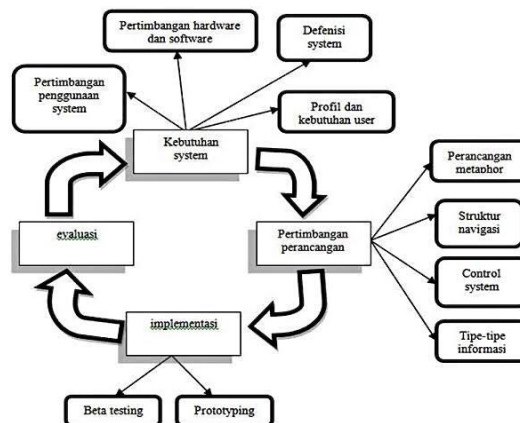 Pertimbangan hardware
dan software
Defenisi
system
Pertimbangan
penggunaan
system
Profil dan
kebutuhan user
Kebutuhan
system
Perancangan
metaphor
evaluasi
Pertimbangan
perancangan
Struktur
navigasi
Control
system
implementasi
Tipe-tipe
informasi
Beta testing
Prototyping